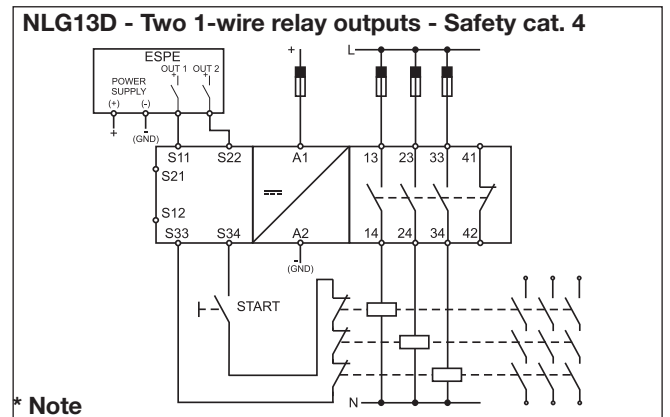 NLG13D - Two 1-wire relay outputs - Safety cat. 4
ESPE
OUT 1 OUT 2
+ +
POWER
SUPPLY
(+) (-)
+ - (GND)
+
L
S11 S22 A1 13 23 33 41
S21
S12
S33 S34 A2 14 24 34 42
-
(GND)
START
N
* Note